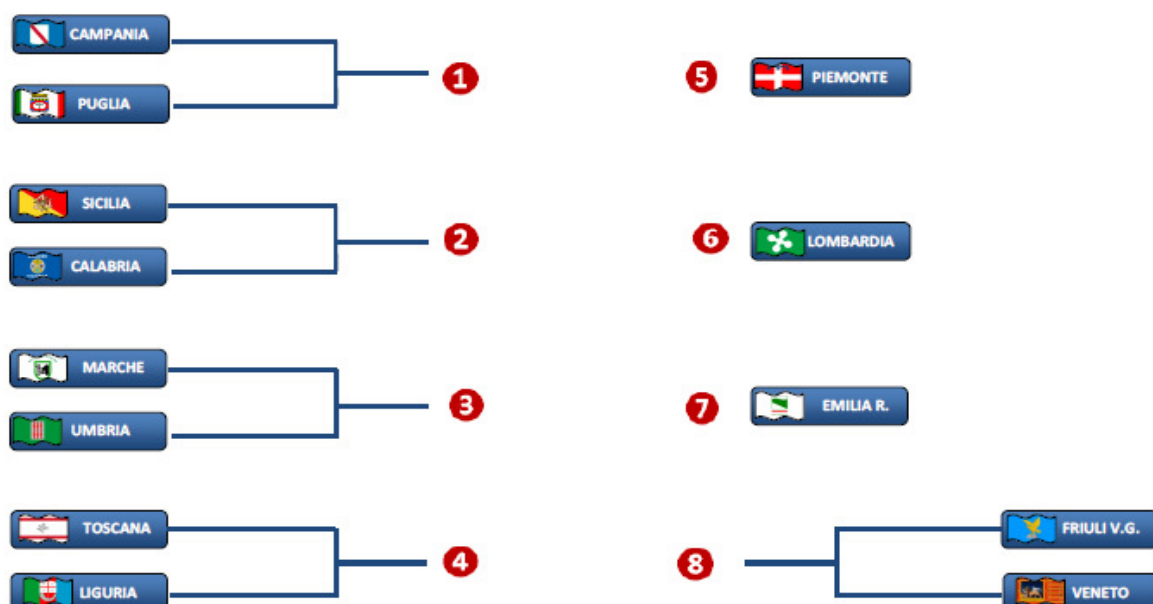 CAMPANIA
PUGLIA
1
SICILIA
CALABRIA
2
MARCHE
UMBRIA
3
TOSCANA
LIGURIA
4
5
PIEMONTE
6
LOMBARDIA
7
EMILIA R.
8
FRIULI V.G.
VENETO